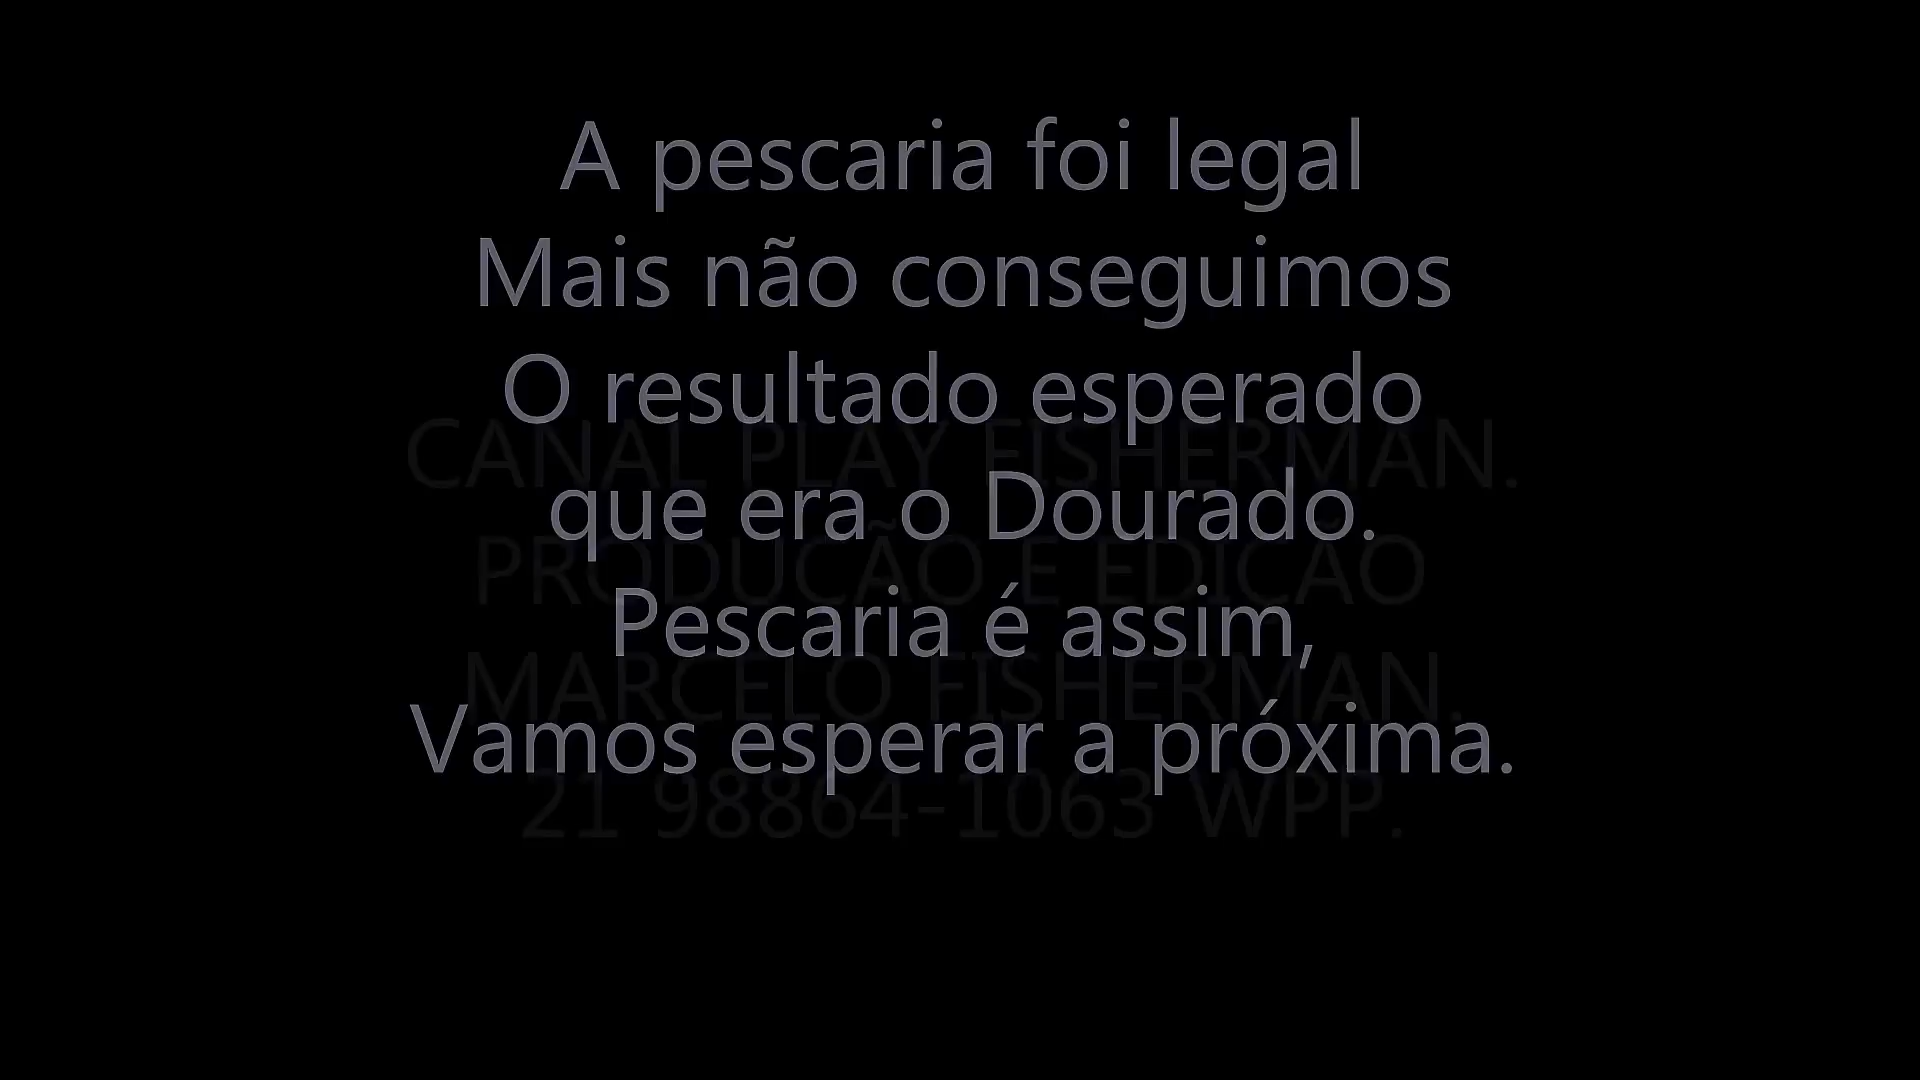 A pescaria foi legal
Mais não conseguimos
O resultado esperado
que era o Dourado.
Pescaria é assim,
Vamos esperar a próxima.
CANAL PLAY FISHERMAN.
PRODUÇÃO E EDIÇÃO
MARCELO FISHERMAN.
21 98864-1063 WPP.